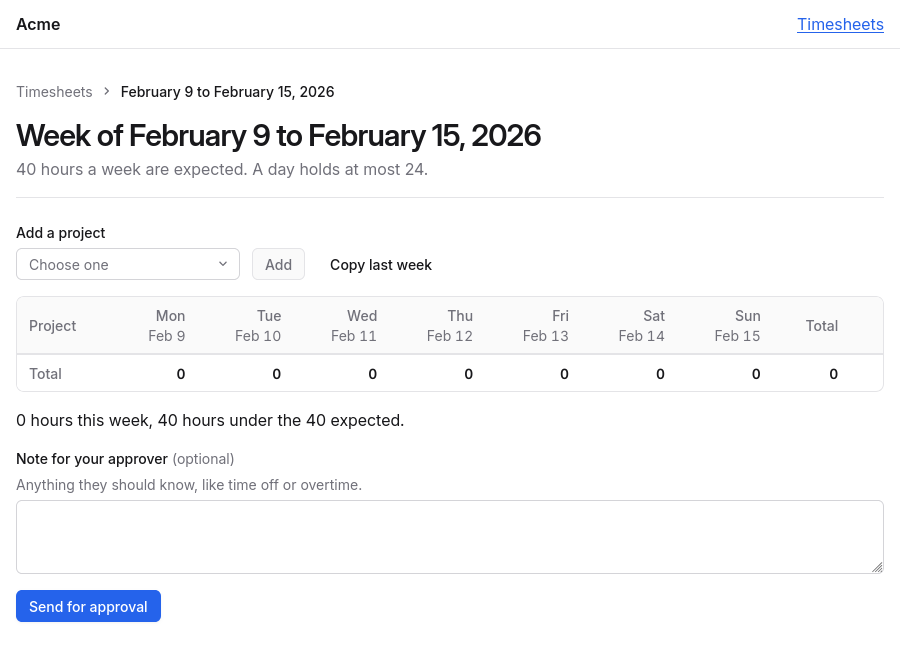 Acme
Timesheets
Timesheets > February 9 to February 15, 2026
Week of February 9 to February 15, 2026
40 hours a week are expected. A day holds at most 24.
Add a project
Choose one
Add
Copy last week
Project Mon Feb 9 Tue Feb 10 Wed Feb 11 Thu Feb 12 Fri Feb 13 Sat Feb 14 Sun Feb 15 Total
Total 0 0 0 0 0 0 0 0
0 hours this week, 40 hours under the 40 expected.
Note for your approver (optional)
Anything they should know, like time off or overtime.
Send for approval